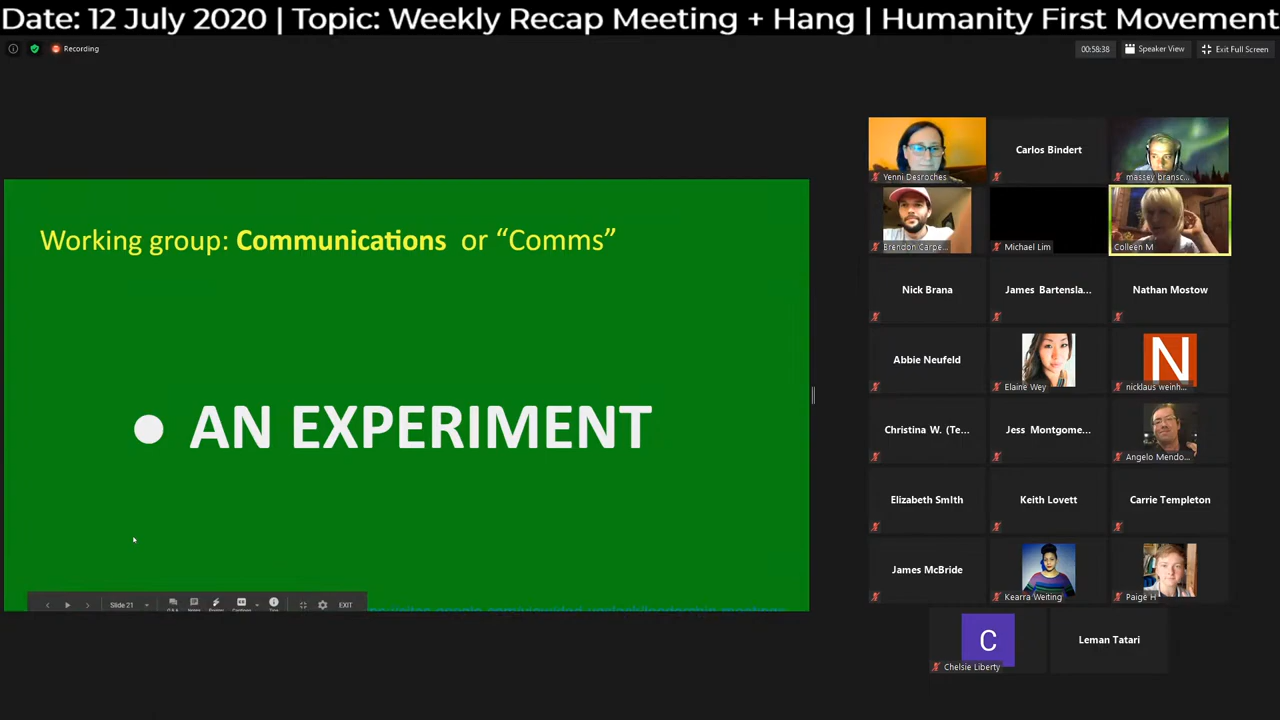 Date: 12 July 2020 | Topic: Weekly Recap Meeting + Hang | Humanity First Movement
Recording
00:58:38
Speaker View
Exit Full Screen
Working group: Communications or “Comms”
● AN EXPERIMENT
Slide 21
EXIT
Yenni Desroches
Carlos Bindert
massey bransc...
Brendon Carpe...
Michael Lim
Colleen M
Nick Brana
James Bartensla...
Nathan Mostow
Abbie Neufeld
Elaine Wey
N
nicklaus weinh...
Christina W. (Te...
Jess Montgome...
Angelo Mendo...
Elizabeth SmIth
Keith Lovett
Carrie Templeton
James McBride
Kearra Weiting
Paige H
C
Chelsie Liberty
Leman Tatari